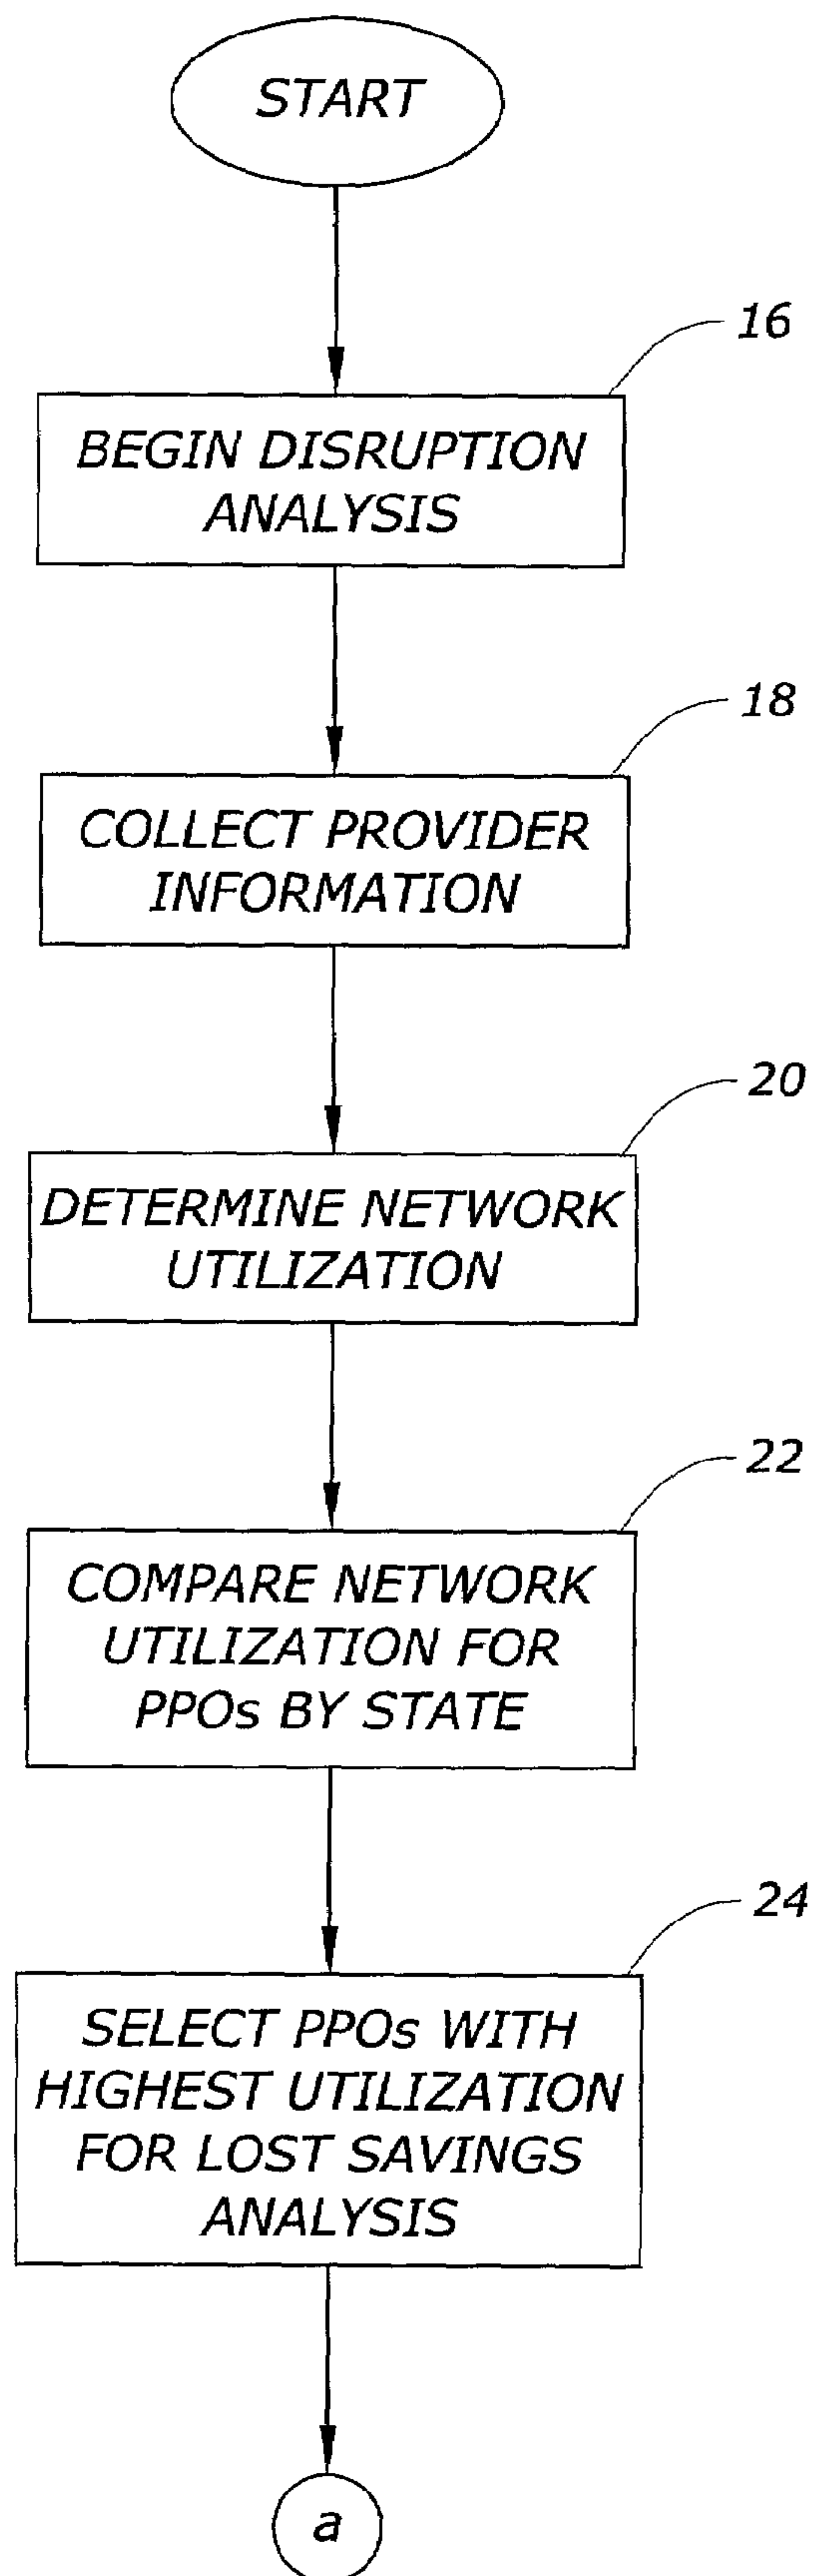 START
16
BEGIN DISRUPTION
ANALYSIS
18
COLLECT PROVIDER
INFORMATION
20
DETERMINE NETWORK
UTILIZATION
22
COMPARE NETWORK
UTILIZATION FOR
PPOs BY STATE
24
SELECT PPOs WITH
HIGHEST UTILIZATION
FOR LOST SAVINGS
ANALYSIS
a